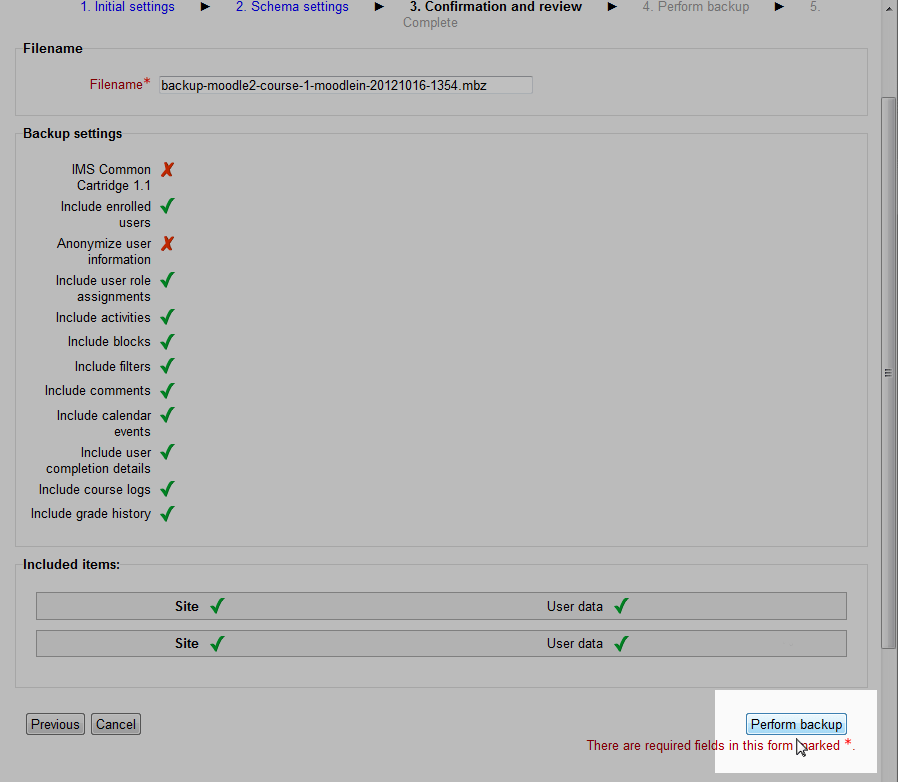 1. Initial settings ► 2. Schema settings ► 3. Confirmation and review ► 4. Perform backup ► 5.
Complete
Filename
Filename* backup-moodle2-course-1-moodlein-20121016-1354.mbz
Backup settings
IMS Common
Cartridge 1.1
Include enrolled
users
Anonymize user
information
Include user role
assignments
Include activities
Include blocks
Include filters
Include comments
Include calendar
events
Include user
completion details
Include course logs
Include grade history
Included items:
Site User data
Site User data
Previous Cancel Perform backup
There are required fields in this form marked *.